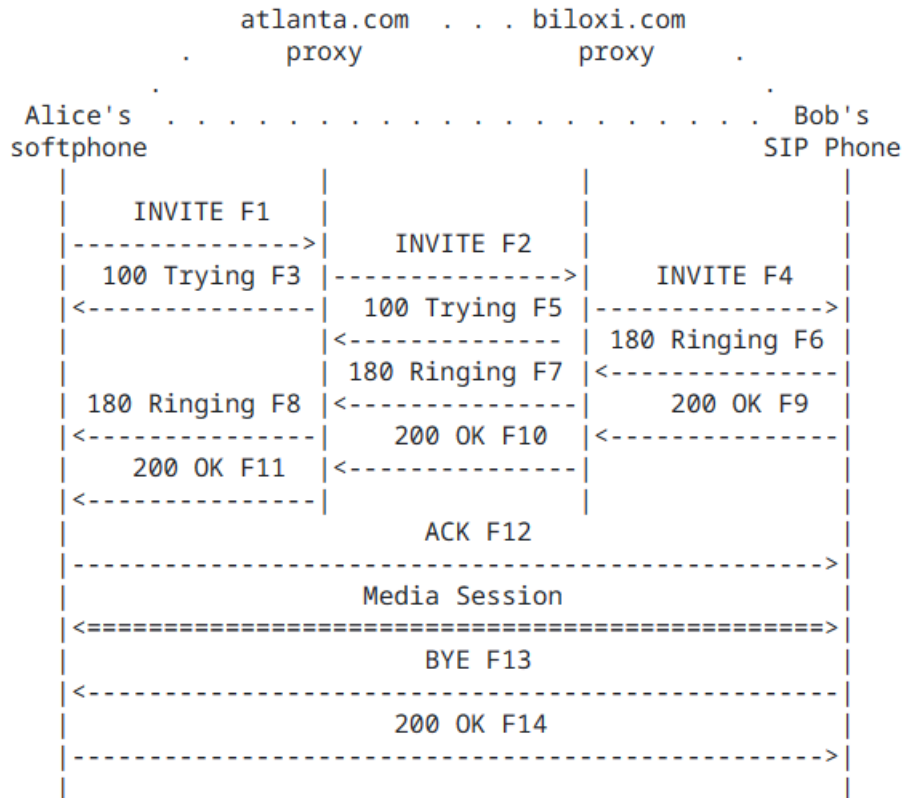 atlanta.com . . . biloxi.com
. proxy proxy .
. .
Alice's . . . . . . . . . . . . . . . . . . . . Bob's
softphone SIP Phone
| | | |
| INVITE F1 | | |
|--------------->| INVITE F2 | |
| 100 Trying F3 |--------------->| INVITE F4 |
|<---------------| 100 Trying F5 |--------------->|
| |<-------------- | 180 Ringing F6 |
| | 180 Ringing F7 |<---------------|
| 180 Ringing F8 |<---------------| 200 OK F9 |
|<---------------| 200 OK F10 |<---------------|
| 200 OK F11 |<---------------| |
|<---------------| | |
| ACK F12 |
|------------------------------------------------->|
| Media Session |
|<================================================>|
| BYE F13 |
|<-------------------------------------------------|
| 200 OK F14 |
|------------------------------------------------->|
| |